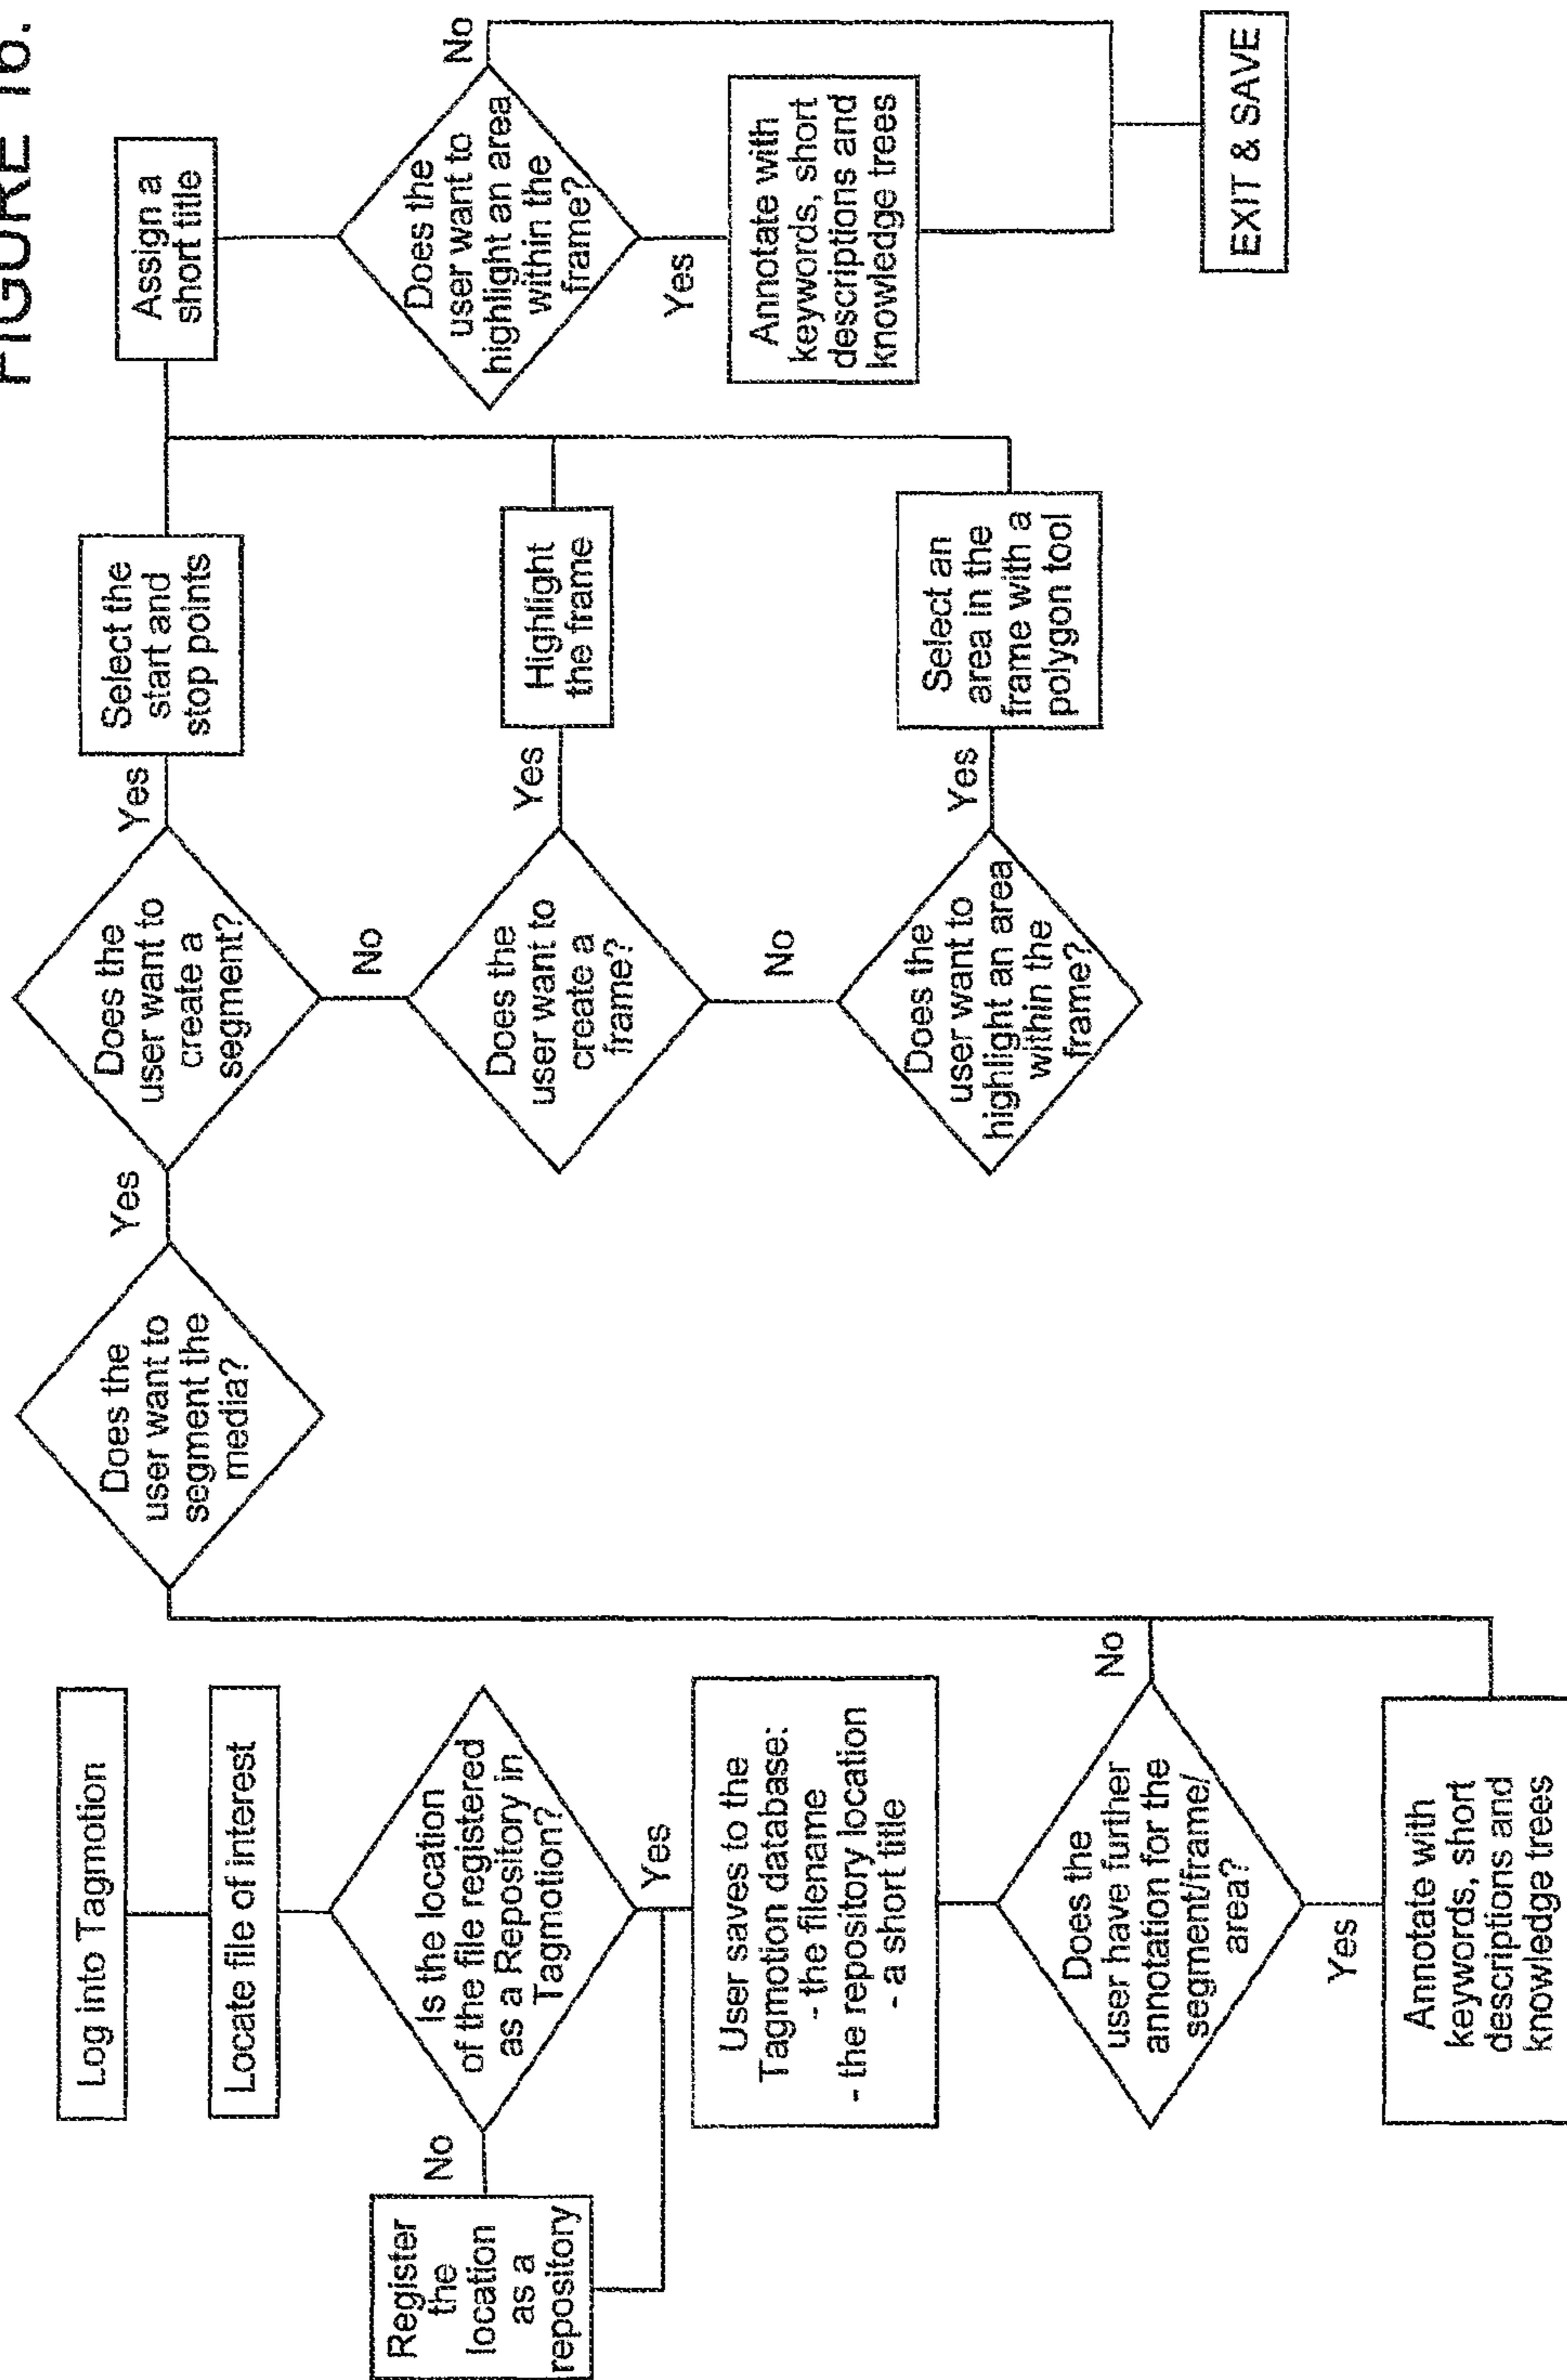 FIGURE 16.
Log into Tagmotion
Locate file of interest
Is the location
of the file registered
as a Repository in
Tagmotion?
No
Register
the
location
as a
repository
Yes
User saves to the
Tagmotion database:
- the filename
- the repository location
- a short title
Does the
user have further
annotation for the
segment/frame/
area?
No
Yes
Annotate with
keywords, short
descriptions and
knowledge trees
Does the
user want to
segment the
media?
Yes
Does the
user want to
create a
segment?
Yes
No
Select the
start and
stop points
Does the
user want to
create a
frame?
Yes
No
Highlight
the frame
Does the
user want to
highlight an area
within the
frame?
Yes
Select an
area in the
frame with a
polygon tool
Assign a
short title
Does the
user want to
highlight an area
within the
frame?
No
Yes
Annotate with
keywords, short
descriptions and
knowledge trees
EXIT & SAVE